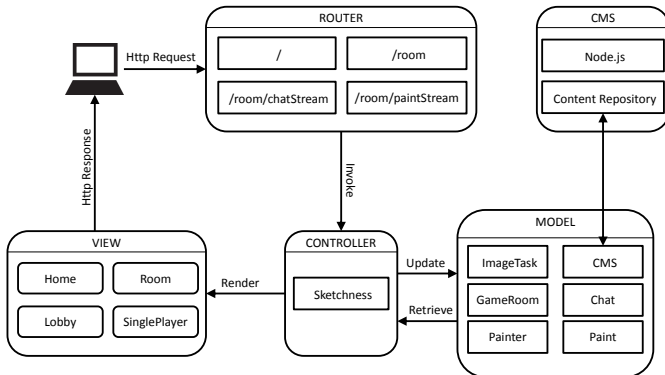 ROUTER
CMS
/
/room
Node.js
Http Request
/room/chatStream
/room/paintStream
Content Repository
Http Response
Invoke
VIEW
CONTROLLER
MODEL
Home
Room
Update
ImageTask
CMS
Render
Sketchness
GameRoom
Chat
Lobby
SinglePlayer
Retrieve
Painter
Paint